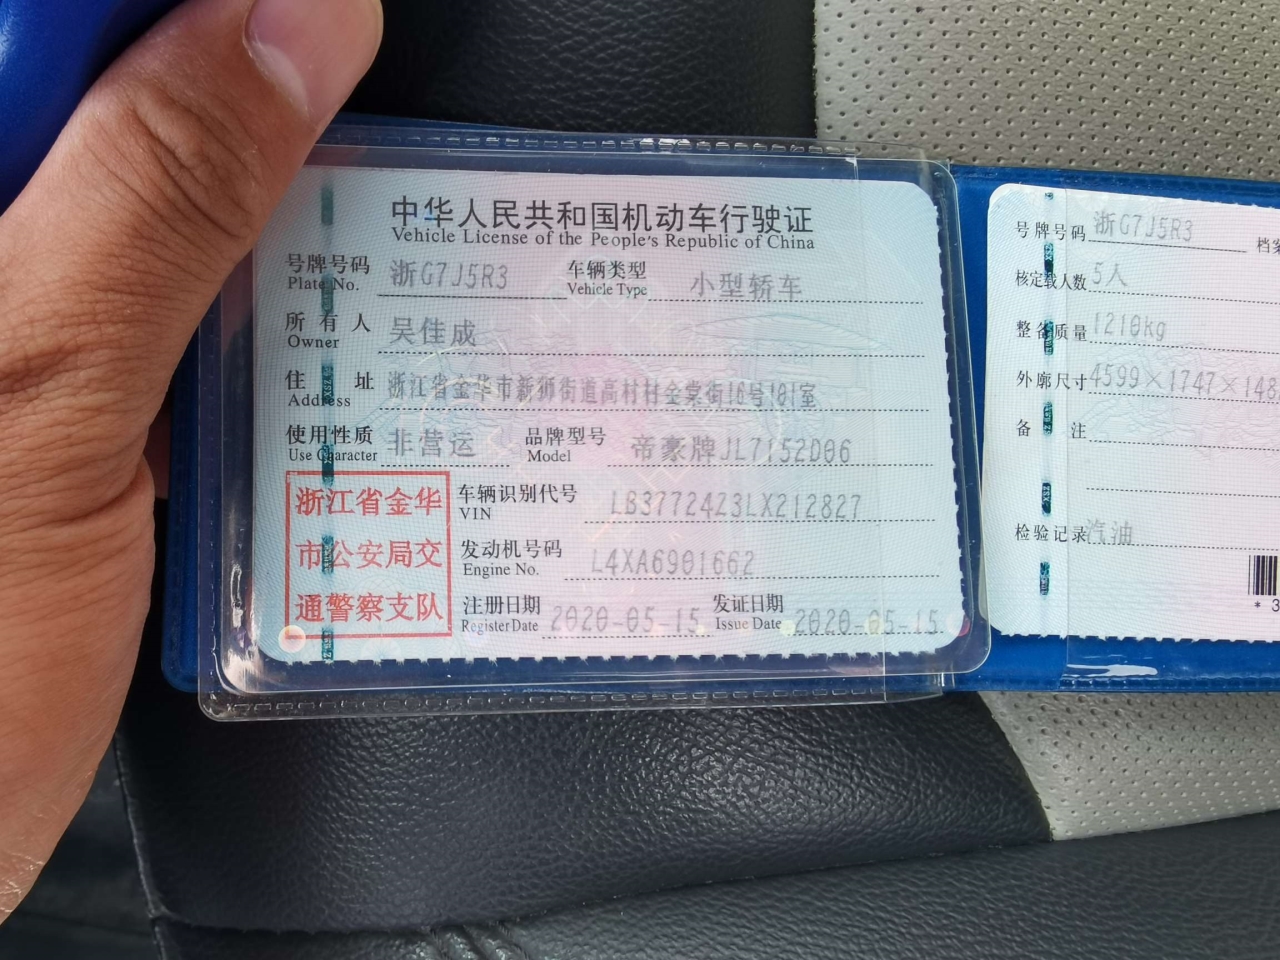 中华人民共和国机动车行驶证
Vehicle License of the People's Republic of China
号牌号码 浙G7J5R3 车辆类型 小型轿车
Plate No. Vehicle Type
所有人 吴佳成
Owner
住址 浙江省金华市新狮街道高村村金棠街16号101室
Address
使用性质 非营运 品牌型号 帝豪牌JL7152D06
Use Character Model
浙江省金华
市公安局交
通警察支队
车辆识别代号 LB37724Z3LX212827
VIN
发动机号码 L4XA6901662
Engine No.
注册日期 2020-05-15 发证日期 2020-05-15
Register Date Issue Date
号牌号码 浙G7J5R3 档案
核定载人数 5人
整备质量 1210kg
外廓尺寸 4599×1747×148
备注
检验记录 汽油
* 3